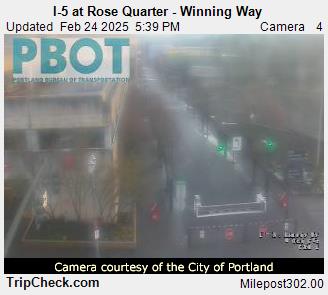 I-5 at Rose Quarter - Winning Way
Updated Feb 24 2025 5:39 PM Camera 4
PBOT
PORTLAND BUREAU OF TRANSPORTATION
Camera courtesy of the City of Portland
TripCheck.com Milepost302.00